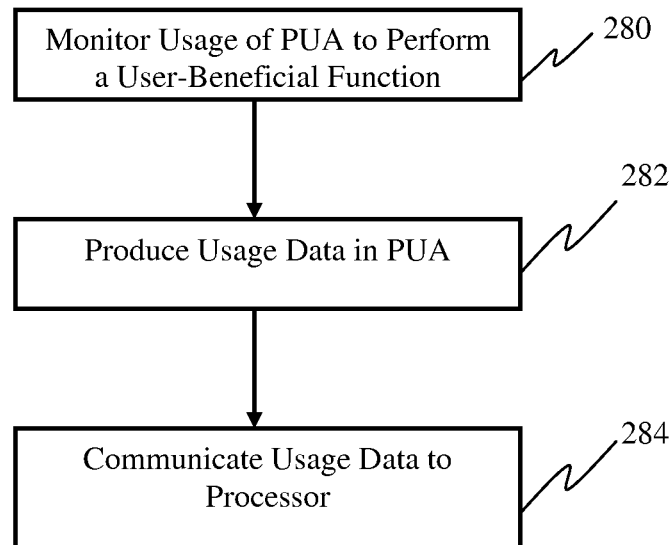 Monitor Usage of PUA to Perform
a User-Beneficial Function
280
Produce Usage Data in PUA
282
Communicate Usage Data to
Processor
284